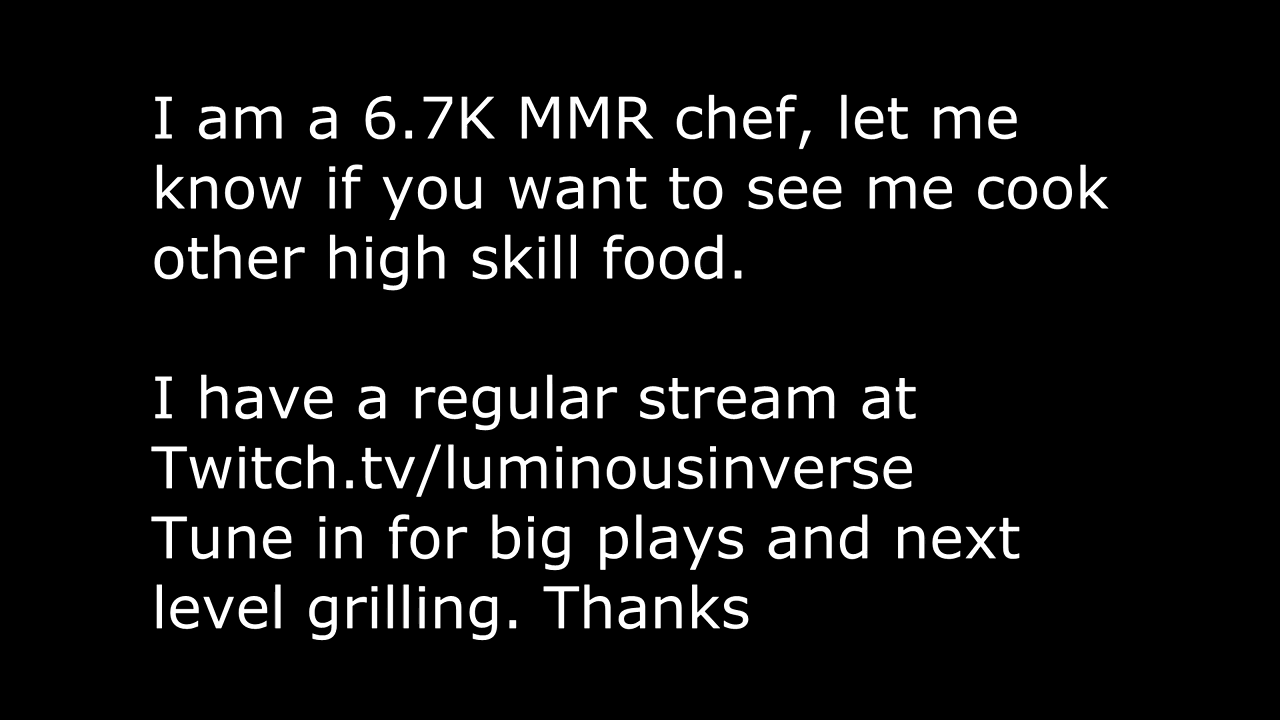 I am a 6.7K MMR chef, let me
know if you want to see me cook
other high skill food.
I have a regular stream at
Twitch.tv/luminousinverse
Tune in for big plays and next
level grilling. Thanks